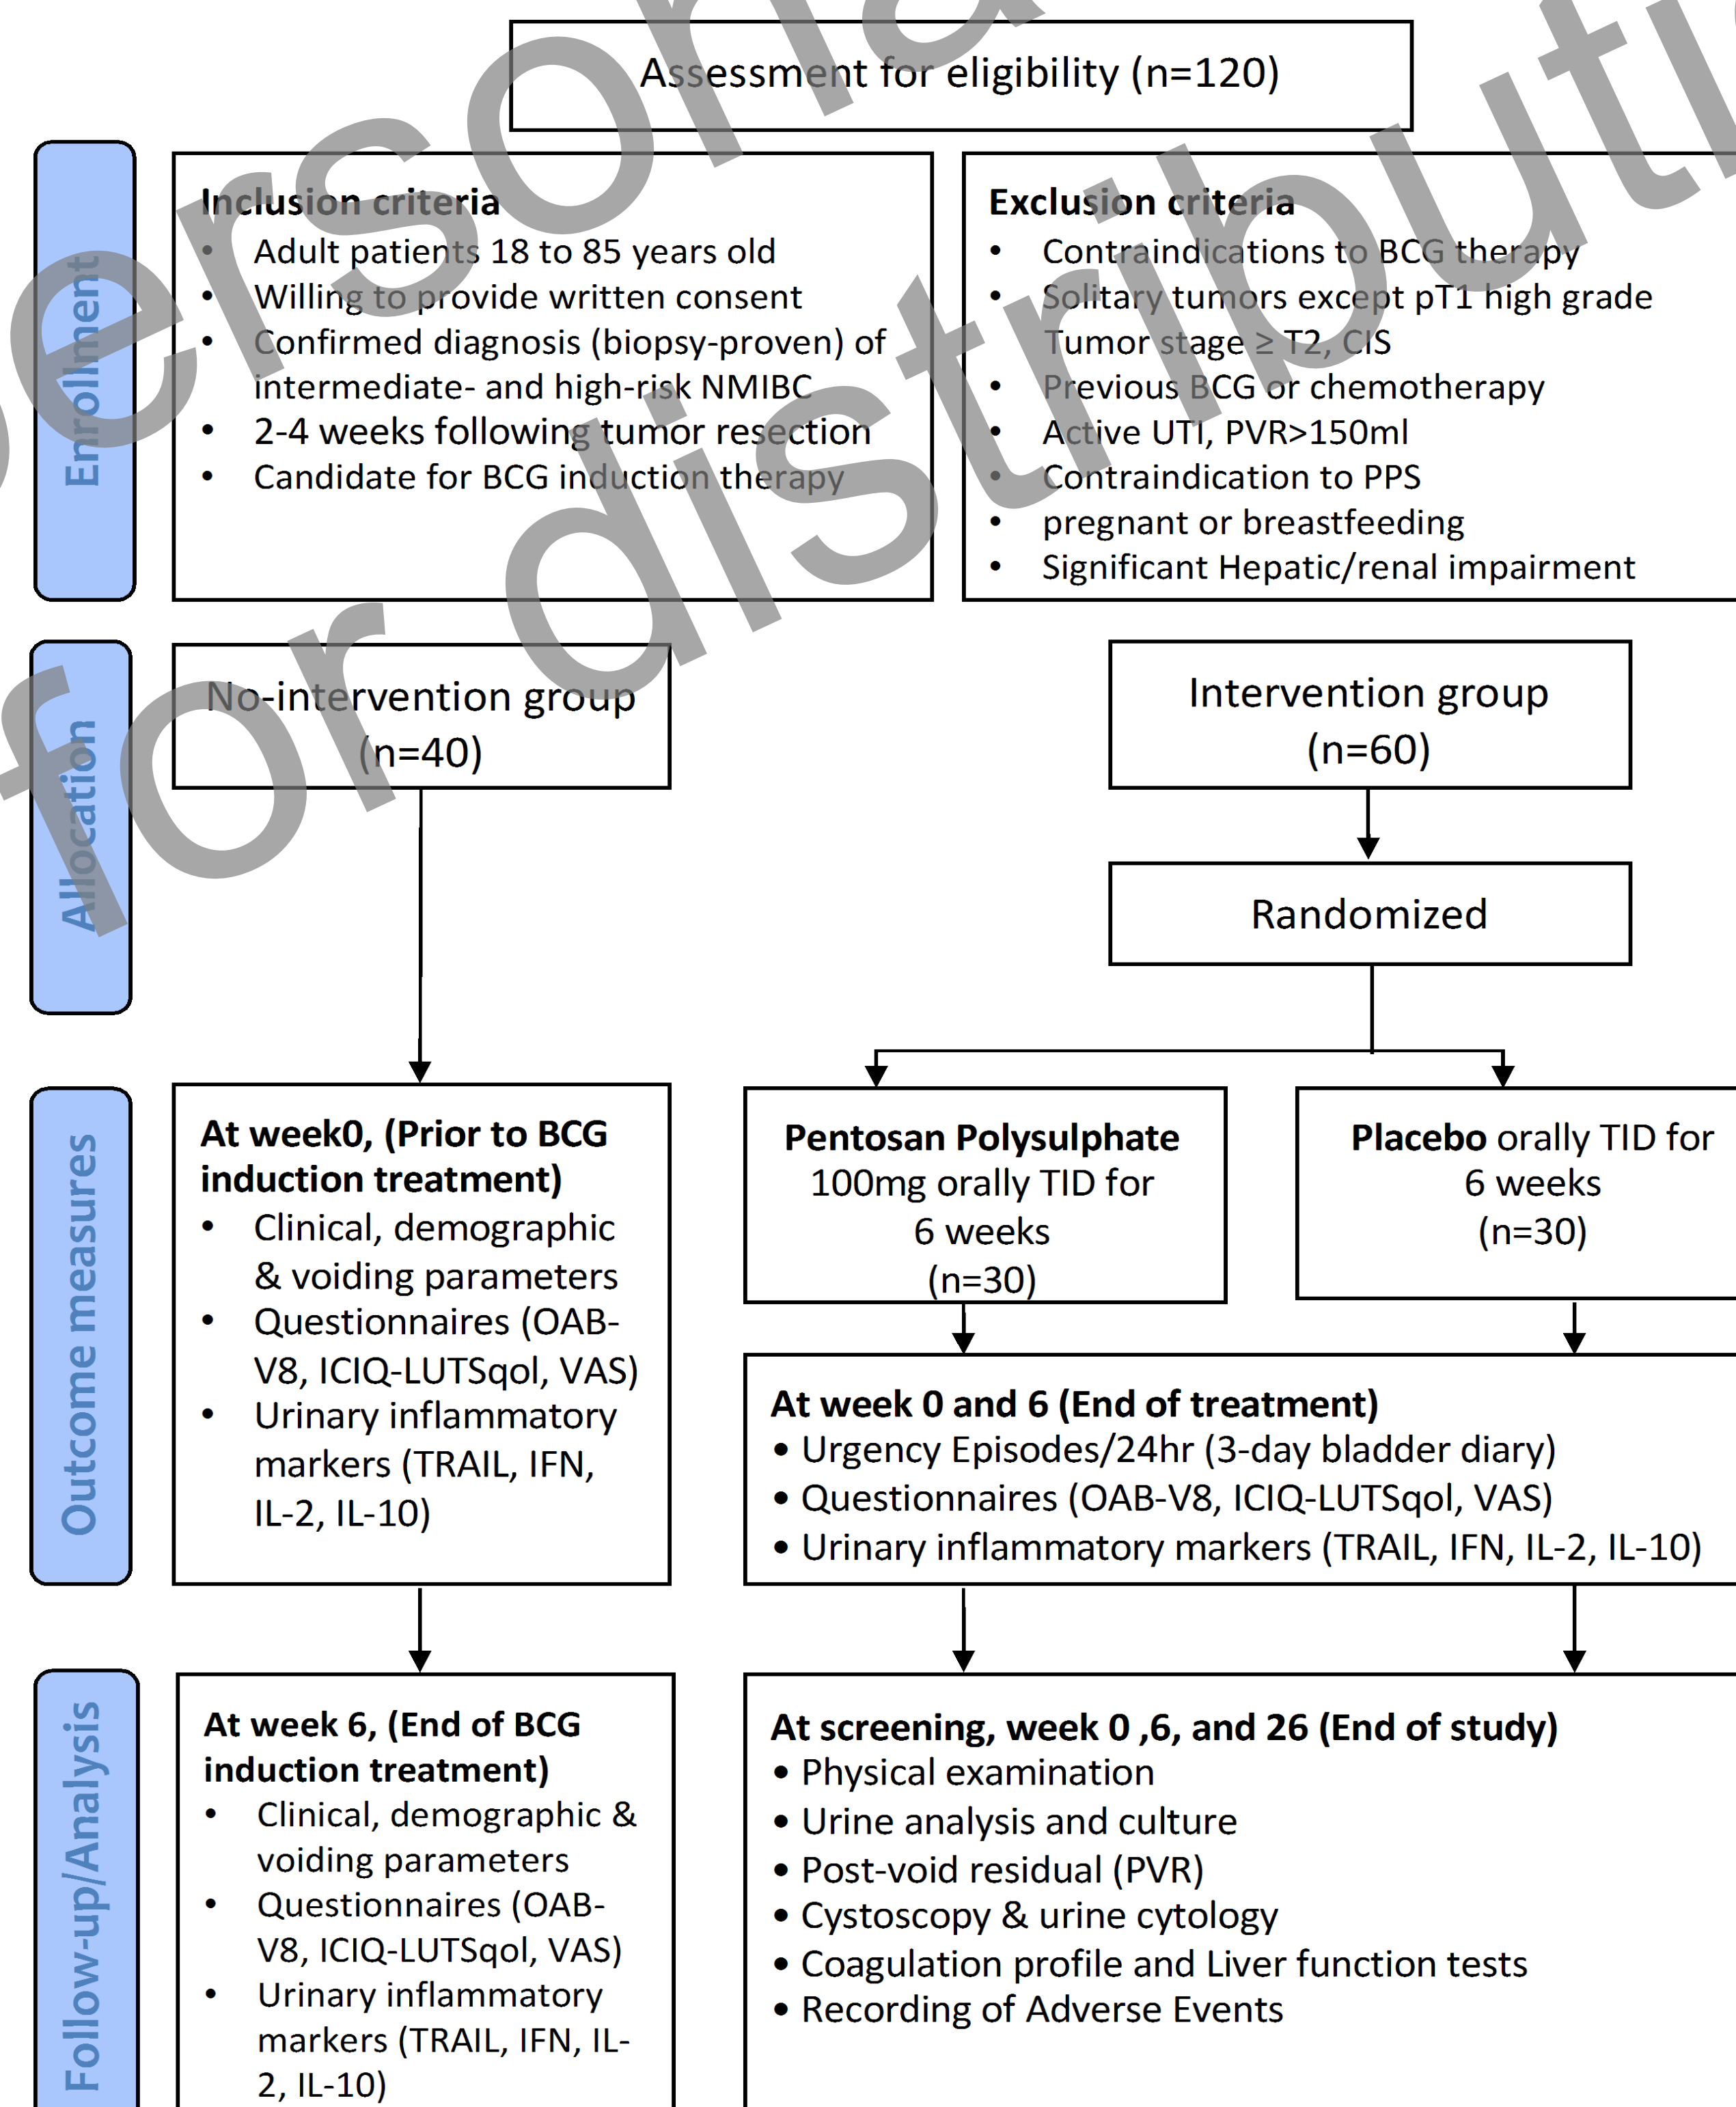 Assessment for eligibility (n=120)
Enrollment
Inclusion criteria
• Adult patients 18 to 85 years old
• Willing to provide written consent
• Confirmed diagnosis (biopsy-proven) of
intermediate- and high-risk NMIBC
• 2-4 weeks following tumor resection
• Candidate for BCG induction therapy
Exclusion criteria
• Contraindications to BCG therapy
• Solitary tumors except pT1 high grade
Tumor stage ≥ T2, CIS
• Previous BCG or chemotherapy
• Active UTI, PVR>150ml
• Contraindication to PPS
• pregnant or breastfeeding
• Significant Hepatic/renal impairment
Allocation
No-intervention group
(n=40)
Intervention group
(n=60)
Randomized
Outcome measures
At week0, (Prior to BCG
induction treatment)
• Clinical, demographic
& voiding parameters
• Questionnaires (OAB-
V8, ICIQ-LUTSqol, VAS)
• Urinary inflammatory
markers (TRAIL, IFN,
IL-2, IL-10)
Pentosan Polysulphate
100mg orally TID for
6 weeks
(n=30)
Placebo orally TID for
6 weeks
(n=30)
At week 0 and 6 (End of treatment)
• Urgency Episodes/24hr (3-day bladder diary)
• Questionnaires (OAB-V8, ICIQ-LUTSqol, VAS)
• Urinary inflammatory markers (TRAIL, IFN, IL-2, IL-10)
Follow-up/Analysis
At week 6, (End of BCG
induction treatment)
• Clinical, demographic &
voiding parameters
• Questionnaires (OAB-
V8, ICIQ-LUTSqol, VAS)
• Urinary inflammatory
markers (TRAIL, IFN, IL-
2, IL-10)
At screening, week 0 ,6, and 26 (End of study)
• Physical examination
• Urine analysis and culture
• Post-void residual (PVR)
• Cystoscopy & urine cytology
• Coagulation profile and Liver function tests
• Recording of Adverse Events
ersona
for distributi